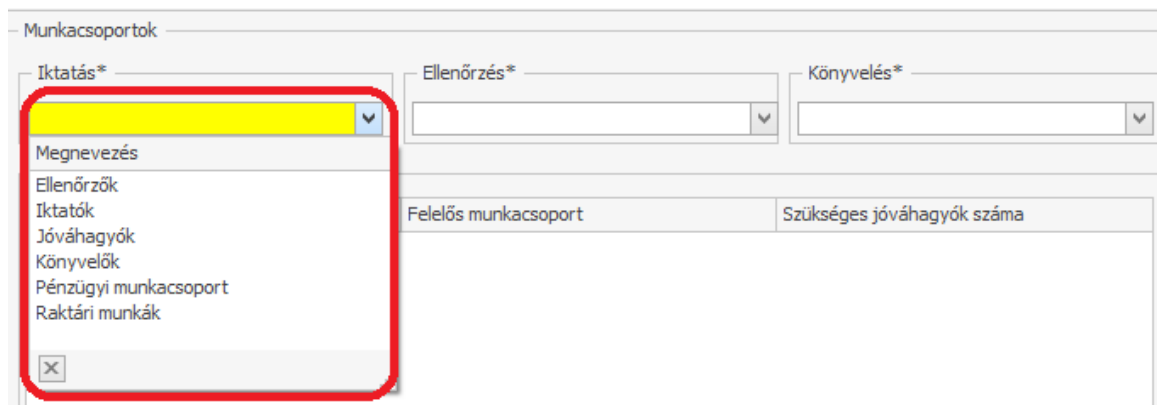 Munkacsoportok
Iktatás* Ellenőrzés* Könyvelés*
Megnevezés
Ellenőrzők
Iktatók
Jóváhagyók
Könyvelők
Pénzügyi munkacsoport
Raktári munkák
Felelős munkacsoport Szükséges jóváhagyók száma